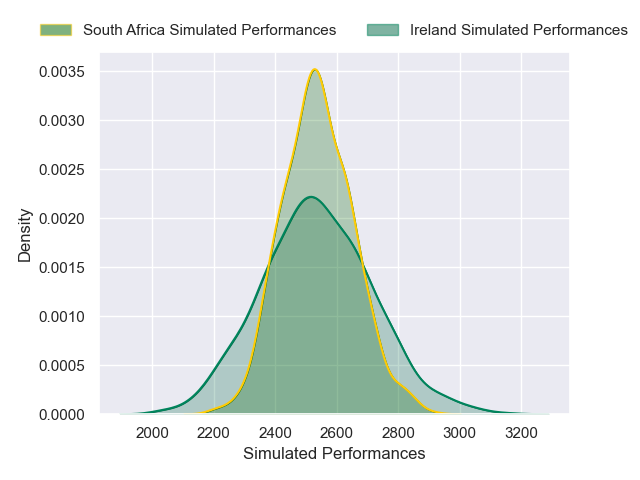 South Africa Simulated Performances
Ireland Simulated Performances
0.0035
0.0030
0.0025
0.0020
0.0015
0.0010
0.0005
0.0000
Density
2000 2200 2400 2600 2800 3000 3200
Simulated Performances